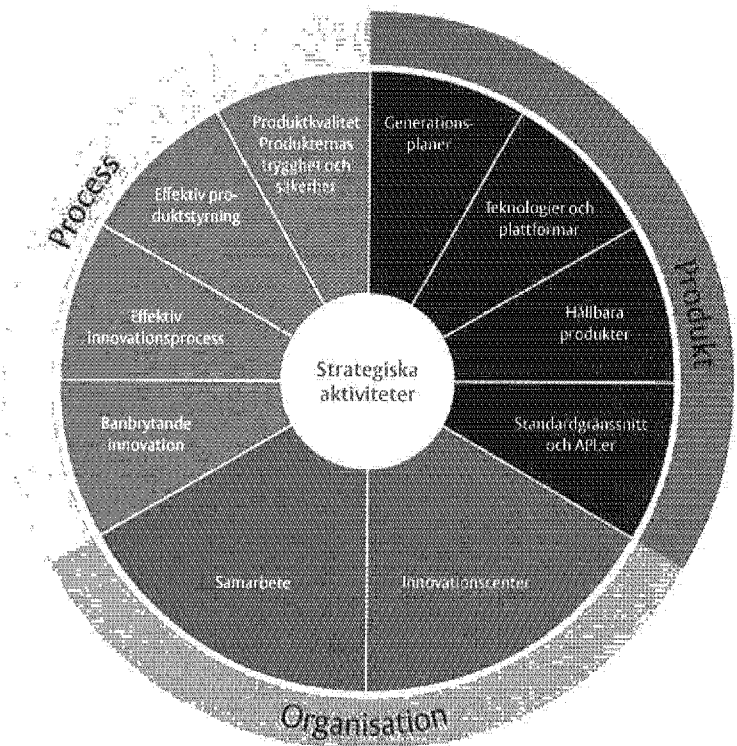 Process
Produkt
Organisation
Strategiska
aktiviteter
Generations-
planer
Teknologier och
plattformar
Hållbara
produkter
Standardgränssnitt
och API:er
Innovationscenter
Samarbete
Banbrytande
innovation
Effektiv
innovationsprocess
Effektiv pro-
duktstyrning
Produktkvalitet
Produkternas
trygghet och
säkerhet